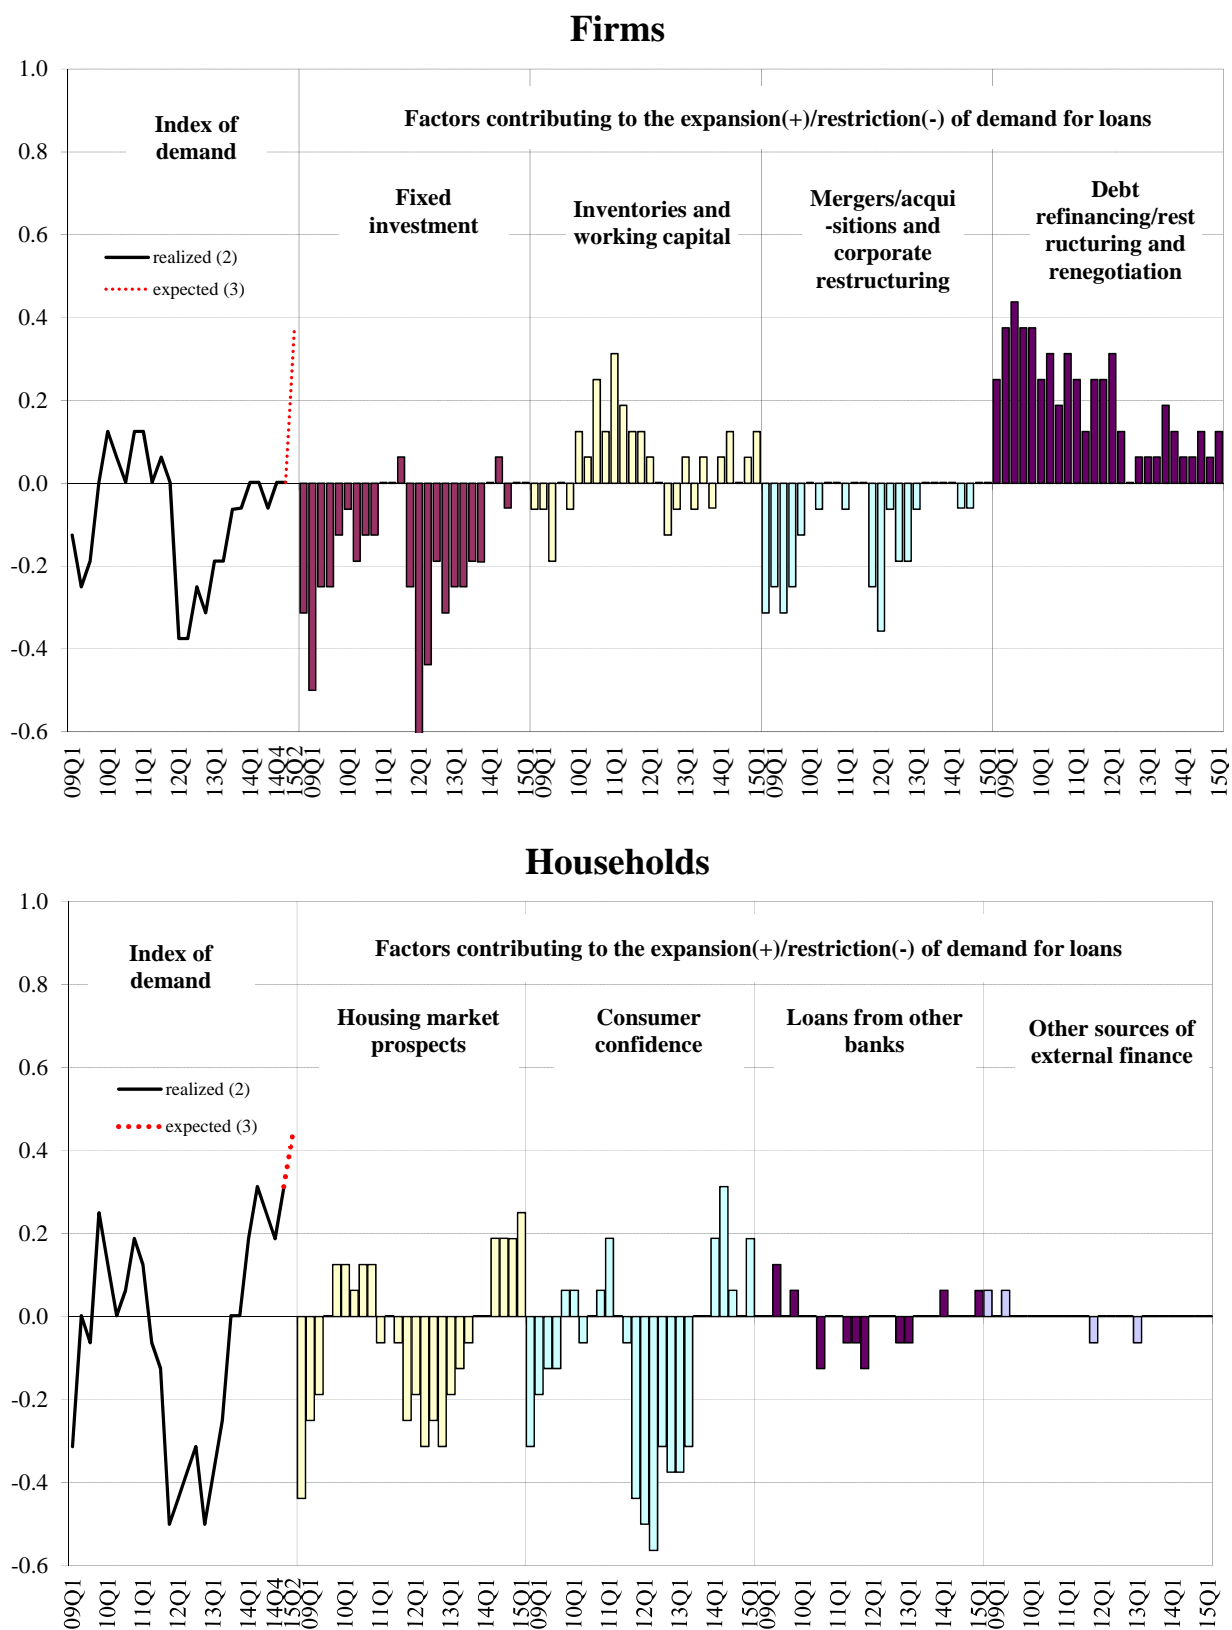 Firms
1.0
0.8
0.6
0.4
0.2
0.0
-0.2
-0.4
-0.6
Index of
demand
Factors contributing to the expansion(+)/restriction(-) of demand for loans
Fixed
investment
Inventories and
working capital
Mergers/acqui
-sitions and
corporate
restructuring
Debt
refinancing/rest
ructuring and
renegotiation
realized (2)
expected (3)
09Q1
10Q1
11Q1
12Q1
13Q1
14Q1
14Q4
15Q2
09Q1
10Q1
11Q1
12Q1
13Q1
14Q1
15Q1
09Q1
10Q1
11Q1
12Q1
13Q1
14Q1
15Q1
09Q1
10Q1
11Q1
12Q1
13Q1
14Q1
15Q1
09Q1
10Q1
11Q1
12Q1
13Q1
14Q1
15Q1
Households
1.0
0.8
0.6
0.4
0.2
0.0
-0.2
-0.4
-0.6
Index of
demand
Factors contributing to the expansion(+)/restriction(-) of demand for loans
Housing market
prospects
Consumer
confidence
Loans from other
banks
Other sources of
external finance
realized (2)
expected (3)
09Q1
10Q1
11Q1
12Q1
13Q1
14Q1
14Q4
15Q2
09Q1
10Q1
11Q1
12Q1
13Q1
14Q1
15Q1
09Q1
10Q1
11Q1
12Q1
13Q1
14Q1
15Q1
09Q1
10Q1
11Q1
12Q1
13Q1
14Q1
15Q1
09Q1
10Q1
11Q1
12Q1
13Q1
14Q1
15Q1